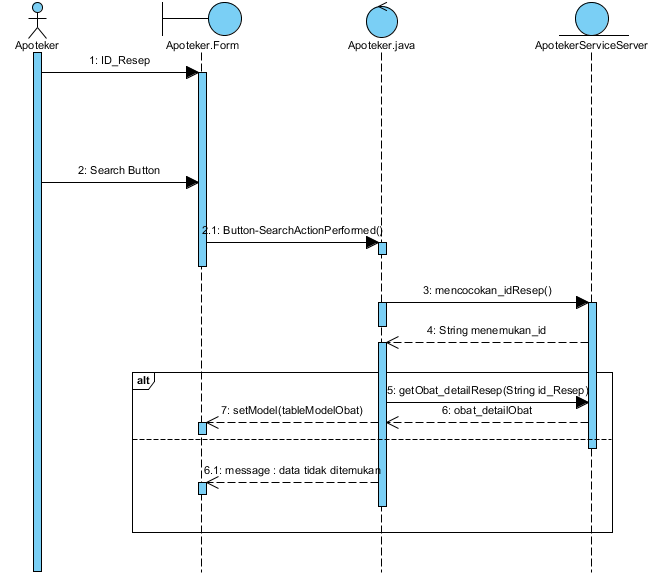 Apoteker
Apoteker.Form
Apoteker.java
ApotekerServiceServer
1: ID_Resep
2: Search Button
2.1: Button-SearchActionPerformed()
3: mencocokan_idResep()
4: String menemukan_id
alt
5: getObat_detailResep(String id_Resep)
7: setModel(tableModelObat)
6: obat_detailObat
6.1: message : data tidak ditemukan